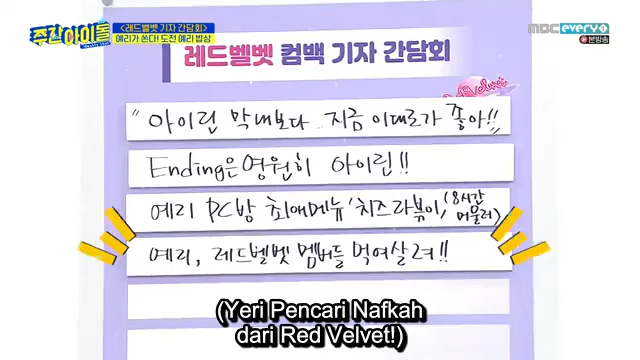 주간아이돌
<레드벨벳 기자 간담회>
예리가 쏜다! 도전 예리 밥상
MBC every1
본방송
레드벨벳 컴백 기자 간담회
"아이린 막내보다.. 지금 이대로가 좋아!!"
Ending은 영원히 아이린!!
예리 PC방 최애메뉴 '치즈라볶이, (8시간 머물러)
예리, 레드벨벳 멤버들 먹여살려!!
(Yeri Pencari Nafkah
dari Red Velvet!)